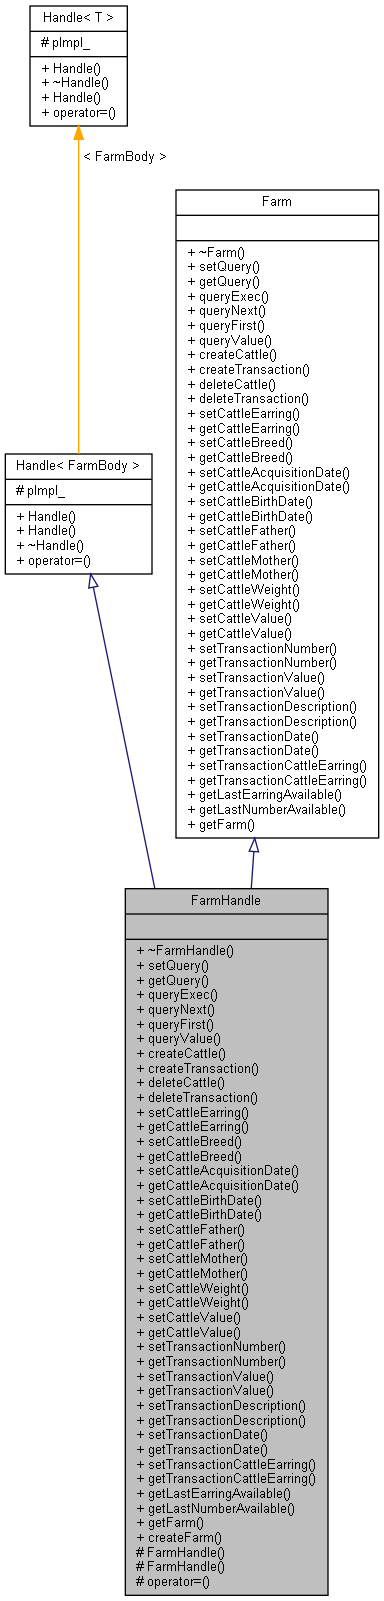 Handle< T >
# pImpl_
+ Handle()
+ ~Handle()
+ Handle()
+ operator=()
< FarmBody >
Farm
+ ~Farm()
+ setQuery()
+ getQuery()
+ queryExec()
+ queryNext()
+ queryFirst()
+ queryValue()
+ createCattle()
+ createTransaction()
+ deleteCattle()
+ deleteTransaction()
+ setCattleEarring()
+ getCattleEarring()
+ setCattleBreed()
+ getCattleBreed()
+ setCattleAcquisitionDate()
+ getCattleAcquisitionDate()
+ setCattleBirthDate()
+ getCattleBirthDate()
+ setCattleFather()
+ getCattleFather()
+ setCattleMother()
+ getCattleMother()
+ setCattleWeight()
+ getCattleWeight()
+ setCattleValue()
+ getCattleValue()
+ setTransactionNumber()
+ getTransactionNumber()
+ setTransactionValue()
+ getTransactionValue()
+ setTransactionDescription()
+ getTransactionDescription()
+ setTransactionDate()
+ getTransactionDate()
+ setTransactionCattleEarring()
+ getTransactionCattleEarring()
+ getLastEarringAvailable()
+ getLastNumberAvailable()
+ getFarm()
Handle< FarmBody >
# pImpl_
+ Handle()
+ Handle()
+ ~Handle()
+ operator=()
FarmHandle
+ ~FarmHandle()
+ setQuery()
+ getQuery()
+ queryExec()
+ queryNext()
+ queryFirst()
+ queryValue()
+ createCattle()
+ createTransaction()
+ deleteCattle()
+ deleteTransaction()
+ setCattleEarring()
+ getCattleEarring()
+ setCattleBreed()
+ getCattleBreed()
+ setCattleAcquisitionDate()
+ getCattleAcquisitionDate()
+ setCattleBirthDate()
+ getCattleBirthDate()
+ setCattleFather()
+ getCattleFather()
+ setCattleMother()
+ getCattleMother()
+ setCattleWeight()
+ getCattleWeight()
+ setCattleValue()
+ getCattleValue()
+ setTransactionNumber()
+ getTransactionNumber()
+ setTransactionValue()
+ getTransactionValue()
+ setTransactionDescription()
+ getTransactionDescription()
+ setTransactionDate()
+ getTransactionDate()
+ setTransactionCattleEarring()
+ getTransactionCattleEarring()
+ getLastEarringAvailable()
+ getLastNumberAvailable()
+ getFarm()
+ createFarm()
# FarmHandle()
# FarmHandle()
# operator=()